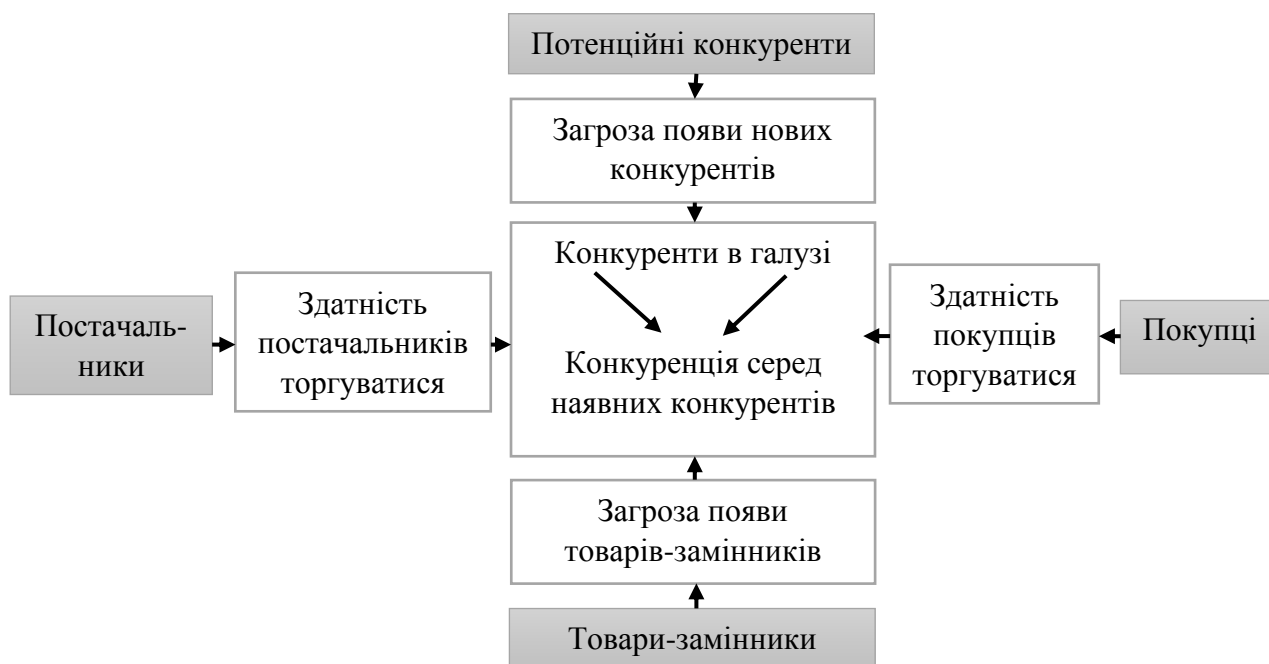 Потенційні конкуренти
Загроза появи нових
конкурентів
Конкуренти в галузі
Конкуренція серед
наявних конкурентів
Постачаль-
ники
Здатність
постачальників
торгуватися
Здатність
покупців
торгуватися
Покупці
Загроза появи
товарів-замінників
Товари-замінники